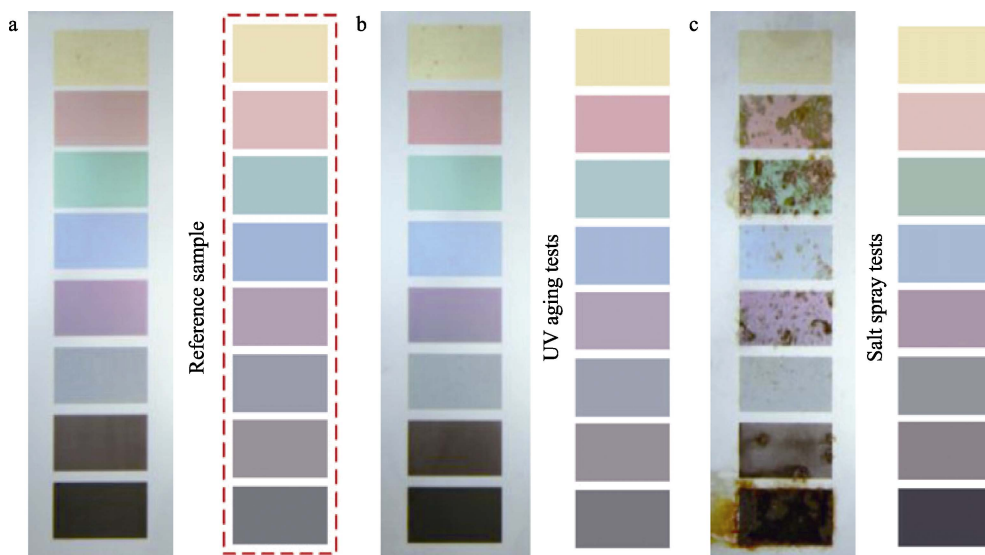 a
Reference sample
b
UV aging tests
c
Salt spray tests